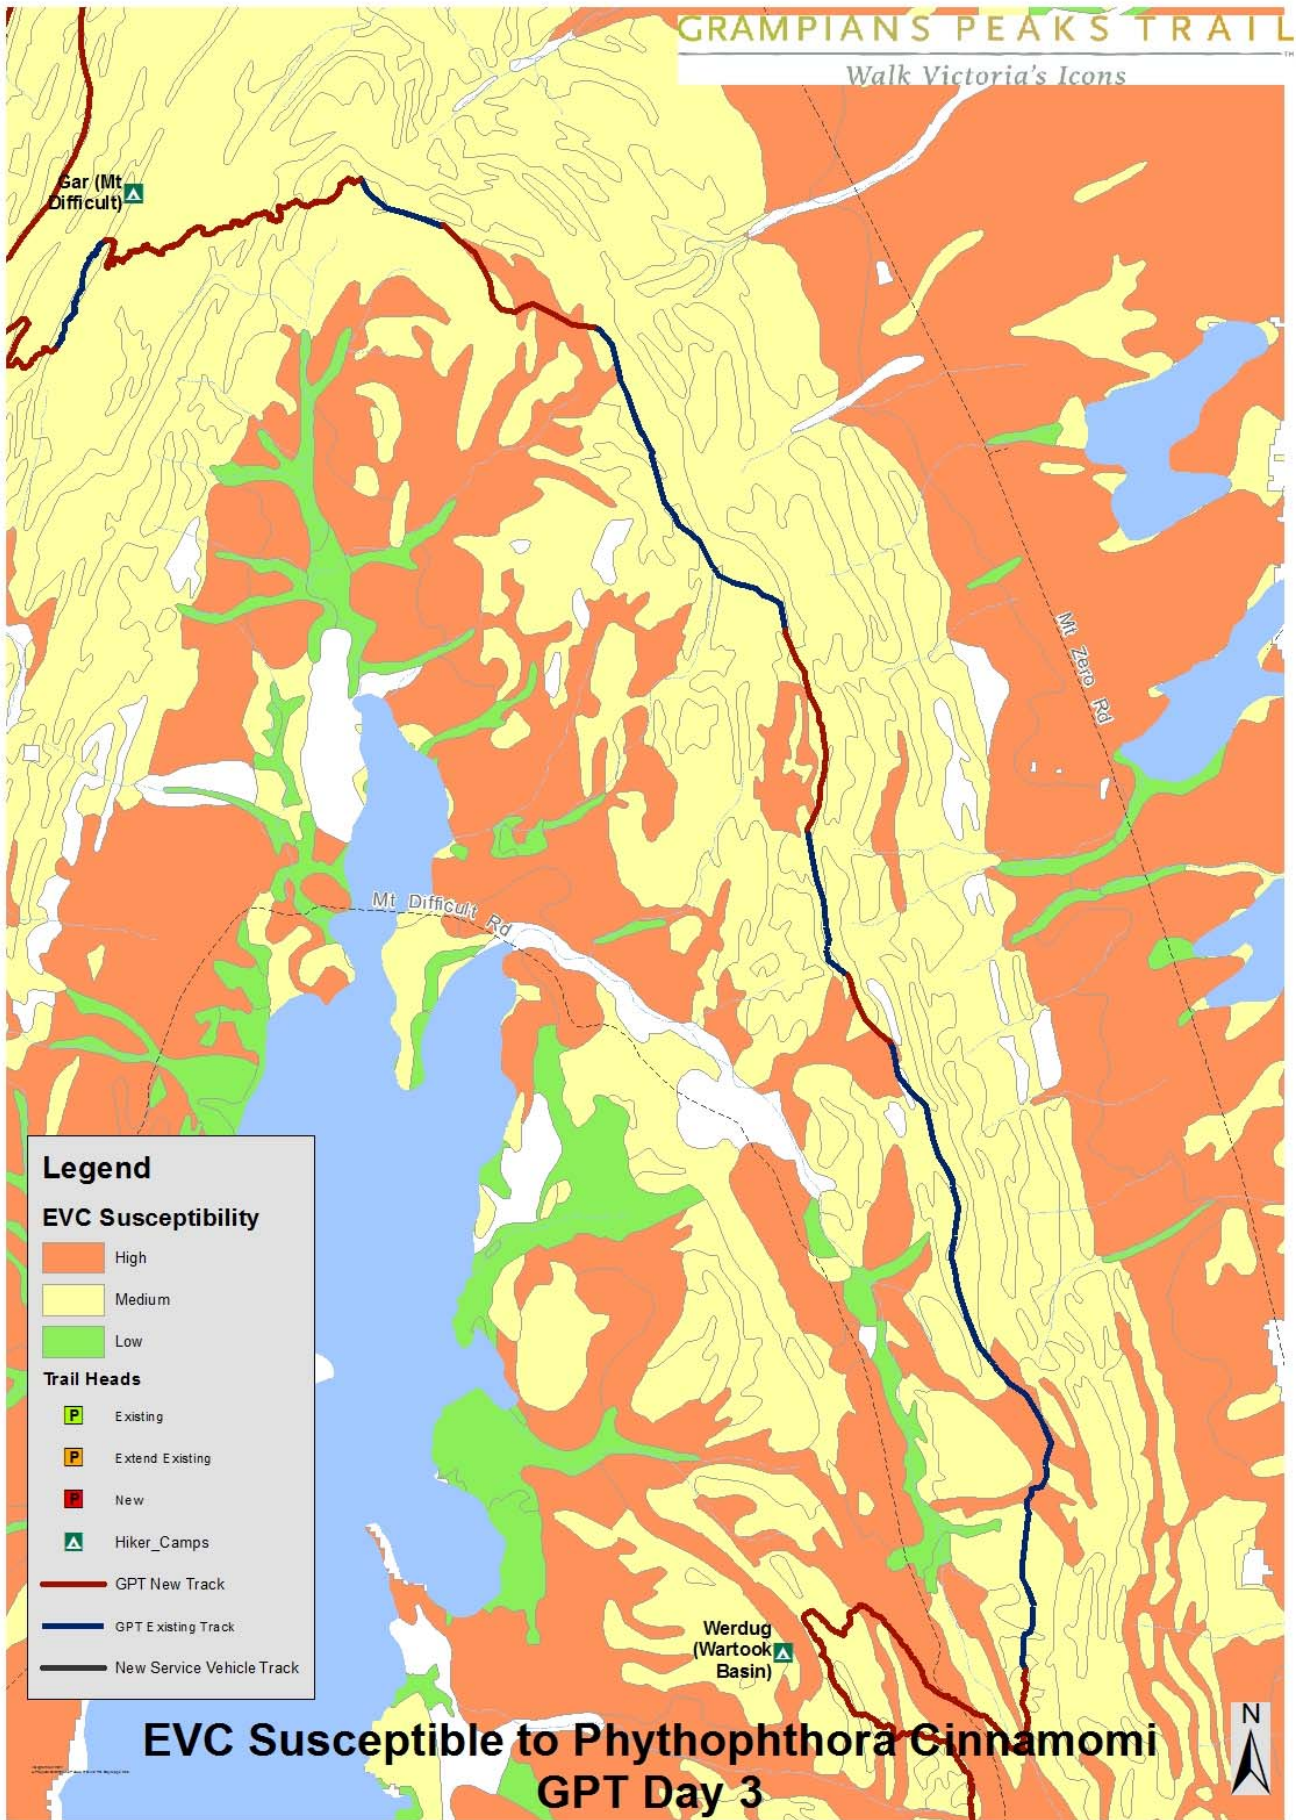 GRAMPIANS PEAKS TRAIL
TM
Walk Victoria's Icons
Gar (Mt
Difficult)
Mt Zero Rd
Mt Difficult Rd
Legend
EVC Susceptibility
High
Medium
Low
Trail Heads
P Existing
P Extend Existing
P New
Hiker_Camps
GPT New Track
GPT Existing Track
New Service Vehicle Track
Werdug
(Wartook
Basin)
N
EVC Susceptible to Phythophthora Cinnamomi
GPT Day 3